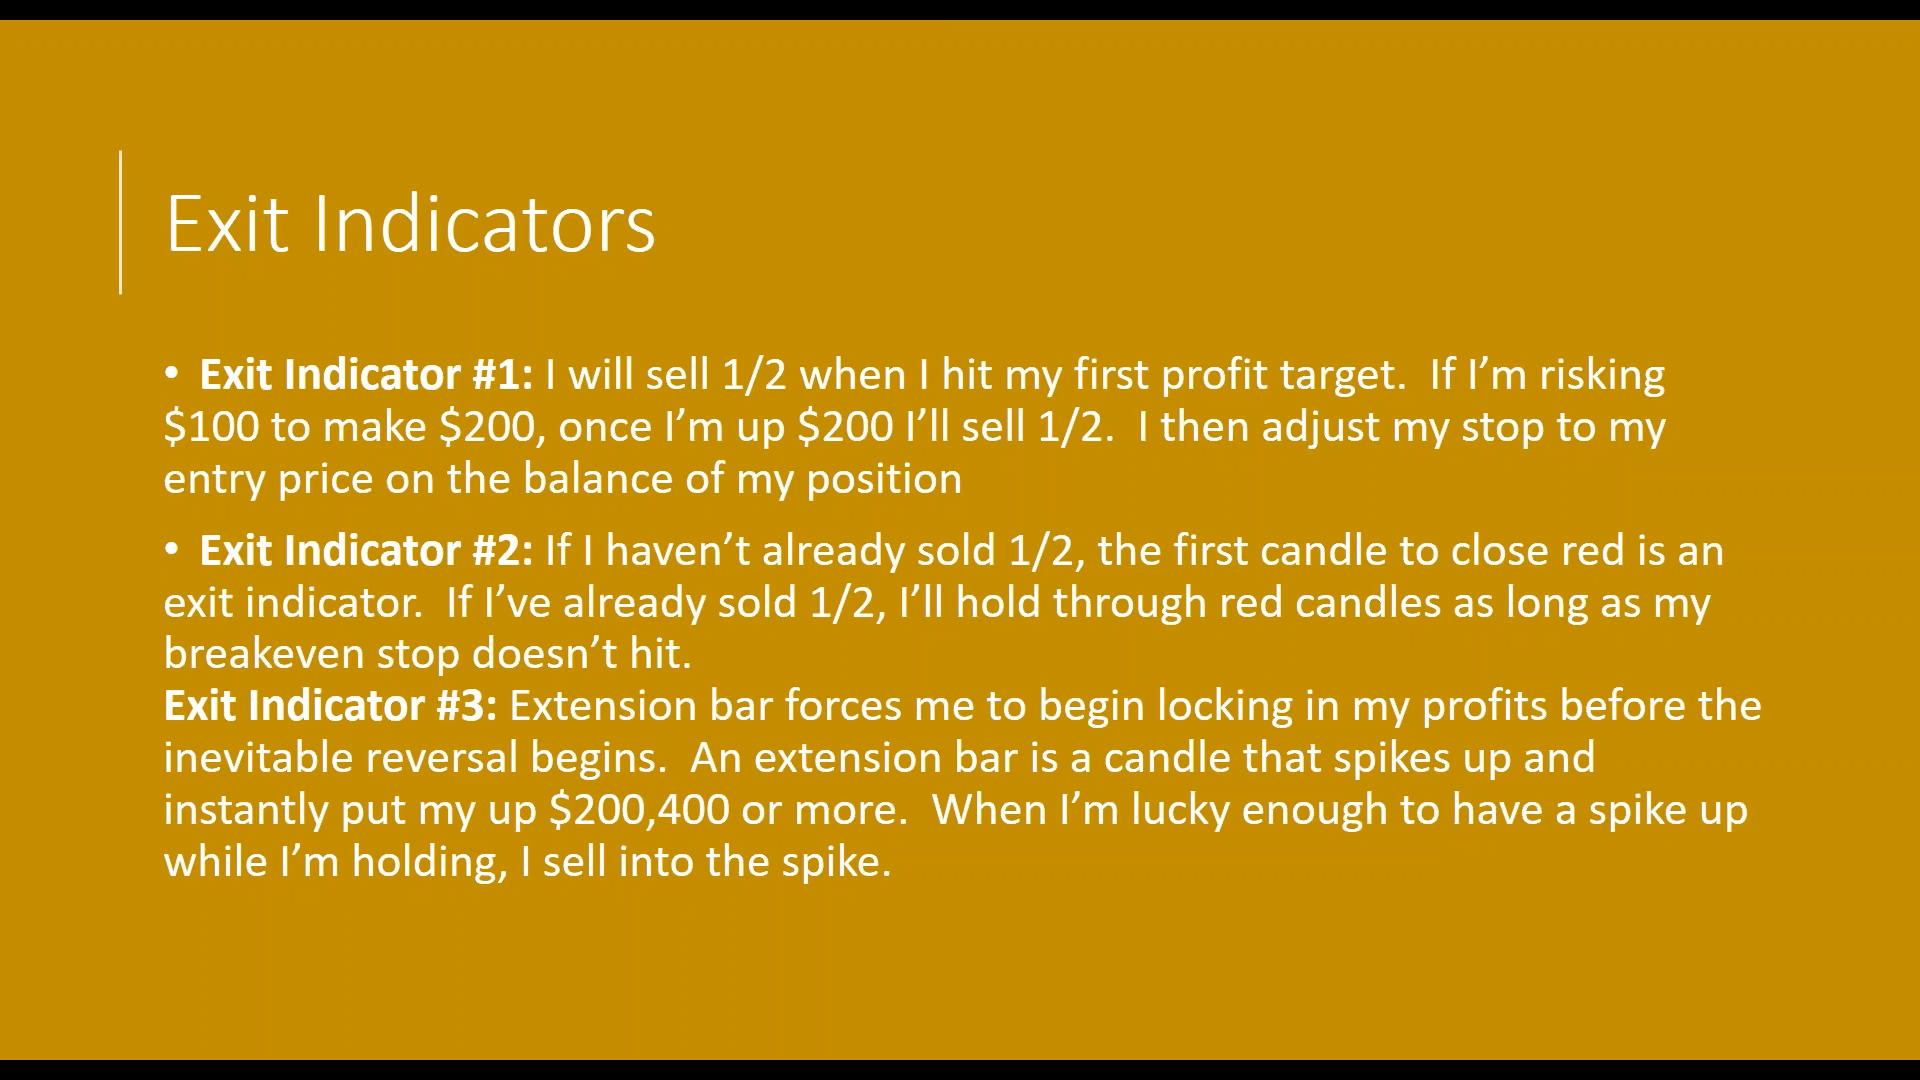 Exit Indicators
• Exit Indicator #1: I will sell 1/2 when I hit my first profit target.  If I’m risking
$100 to make $200, once I’m up $200 I’ll sell 1/2.  I then adjust my stop to my
entry price on the balance of my position
• Exit Indicator #2: If I haven’t already sold 1/2, the first candle to close red is an
exit indicator.  If I’ve already sold 1/2, I’ll hold through red candles as long as my
breakeven stop doesn’t hit.
Exit Indicator #3: Extension bar forces me to begin locking in my profits before the
inevitable reversal begins.  An extension bar is a candle that spikes up and
instantly put my up $200,400 or more.  When I’m lucky enough to have a spike up
while I’m holding, I sell into the spike.